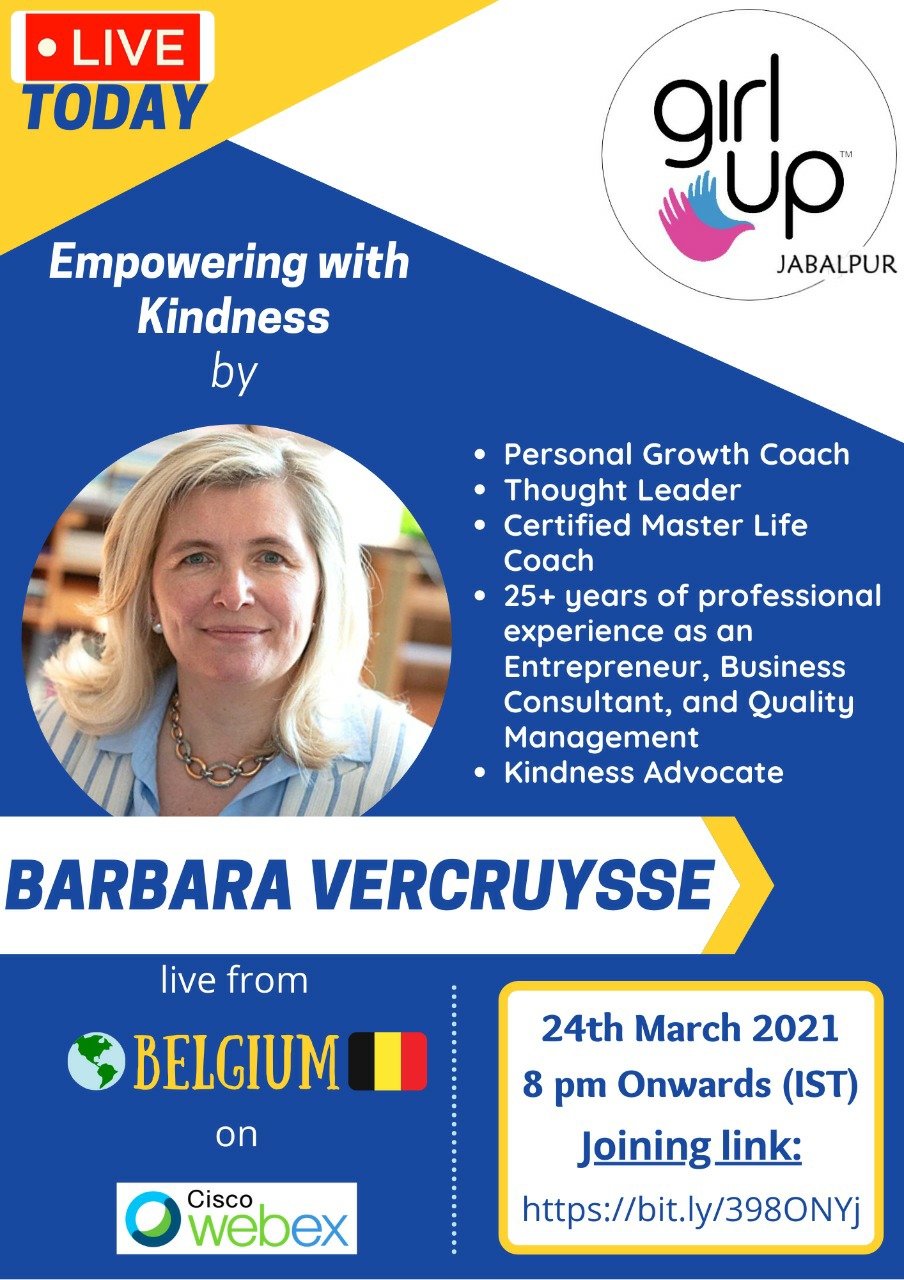 LIVE
TODAY
girl
up™
JABALPUR
Empowering with
Kindness
by
Personal Growth Coach
Thought Leader
Certified Master Life
Coach
25+ years of professional
experience as an
Entrepreneur, Business
Consultant, and Quality
Management
Kindness Advocate
BARBARA VERCRUYSSE
live from
BELGIUM
on
Cisco
webex
24th March 2021
8 pm Onwards (IST)
Joining link:
https://bit.ly/398ONYj